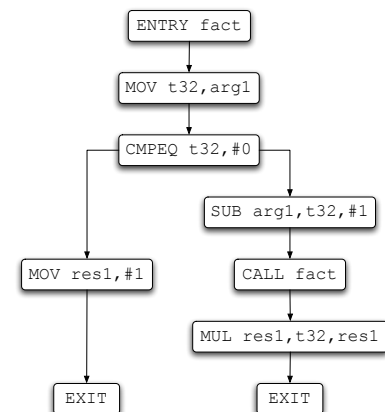 ENTRY fact
MOV t32,arg1
CMPEQ t32,#0
SUB arg1,t32,#1
MOV res1,#1
CALL fact
MUL res1,t32,res1
EXIT
EXIT